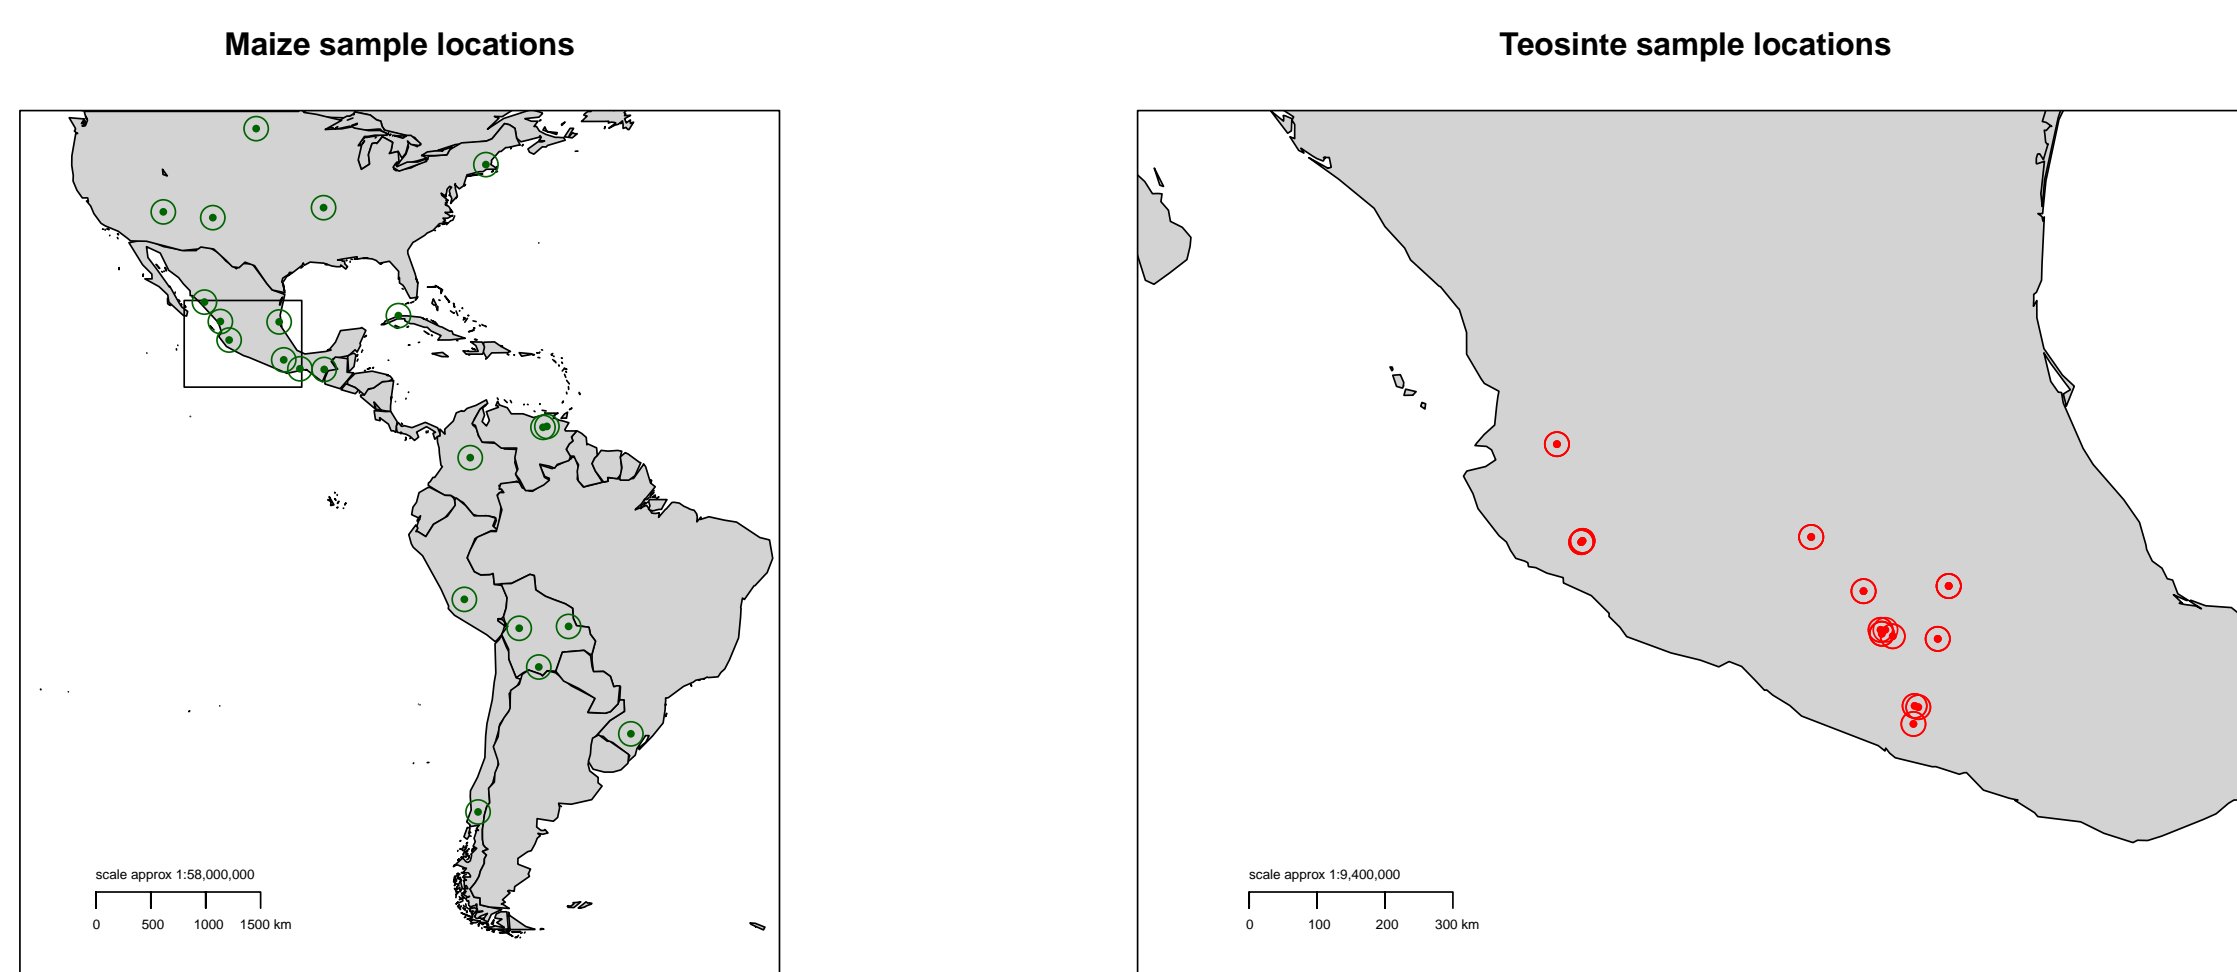 Maize sample locations
Teosinte sample locations
scale approx 1:58,000,000
0 500 1000 1500 km
scale approx 1:9,400,000
0 100 200 300 km